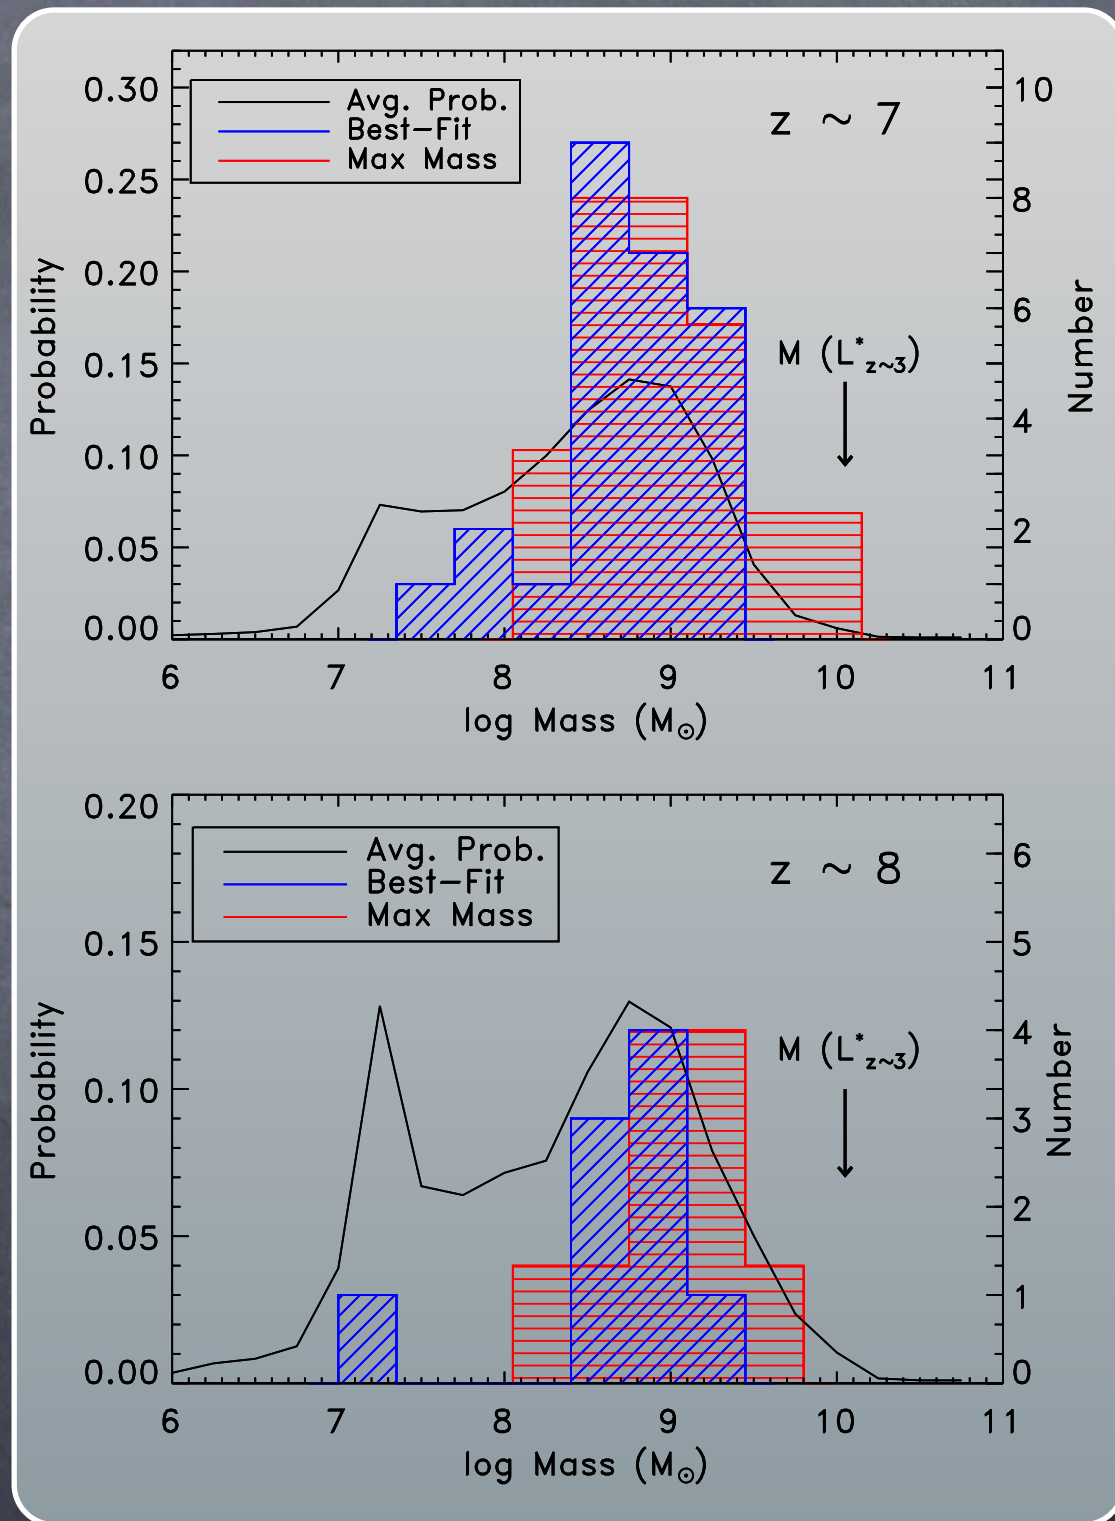 Avg. Prob.
Best-Fit
Max Mass
z ~ 7
M (L*z~3)
Probability
0.30
0.25
0.20
0.15
0.10
0.05
0.00
Number
10
8
6
4
2
0
6 7 8 9 10 11
log Mass (M☉)
Avg. Prob.
Best-Fit
Max Mass
z ~ 8
M (L*z~3)
Probability
0.20
0.15
0.10
0.05
0.00
Number
6
5
4
3
2
1
0
6 7 8 9 10 11
log Mass (M☉)